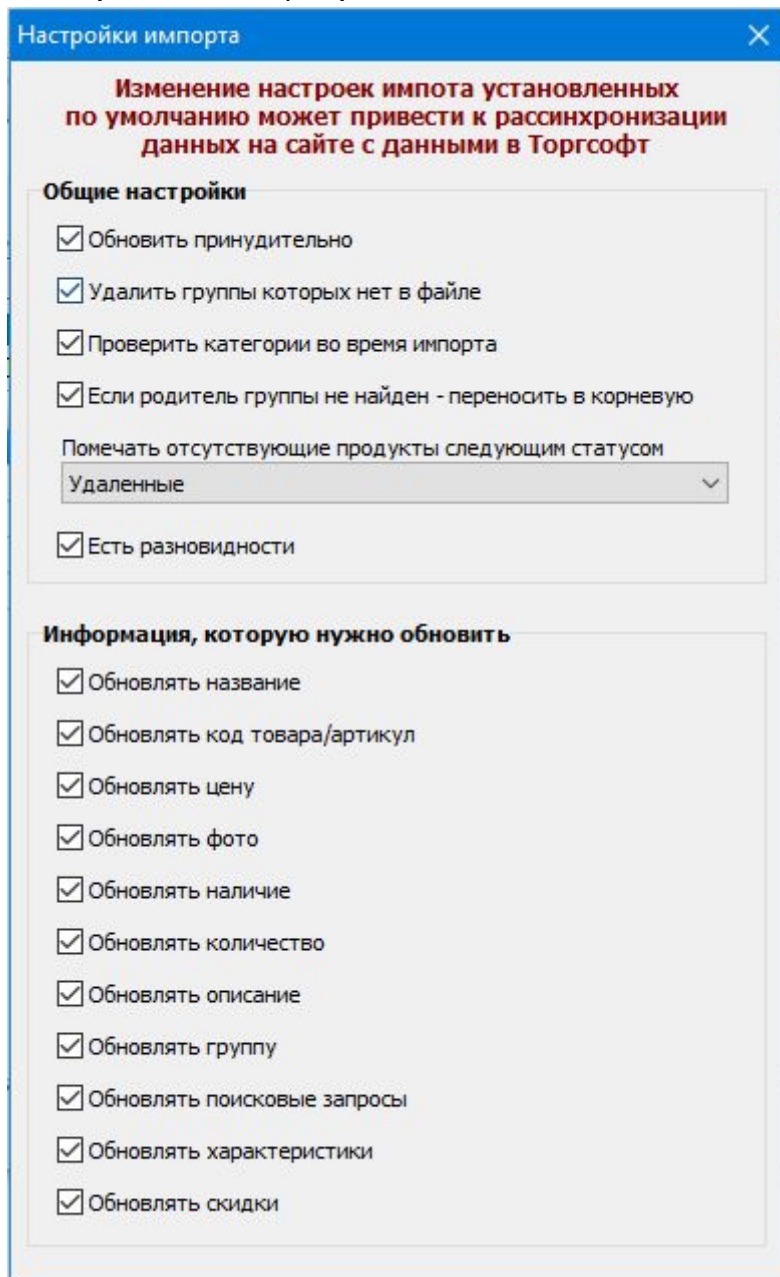 Настройки импорта
Изменение настроек импота установленных
по умолчанию может привести к рассинхронизации
данных на сайте с данными в Торгсофт
Общие настройки
Обновить принудительно
Удалить группы которых нет в файле
Проверить категории во время импорта
Если родитель группы не найден - переносить в корневую
Помечать отсутствующие продукты следующим статусом
Удаленные
Есть разновидности
Информация, которую нужно обновить
Обновлять название
Обновлять код товара/артикул
Обновлять цену
Обновлять фото
Обновлять наличие
Обновлять количество
Обновлять описание
Обновлять группу
Обновлять поисковые запросы
Обновлять характеристики
Обновлять скидки